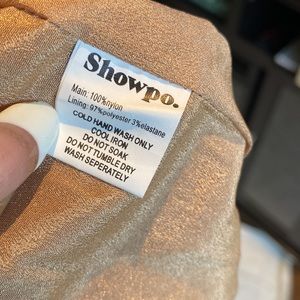 Showpo.
Main: 100%nylon
Lining: 97%polyester 3%elastane
COLD HAND WASH ONLY
COOL IRON
DO NOT SOAK
DO NOT TUMBLE DRY
WASH SEPERATELY